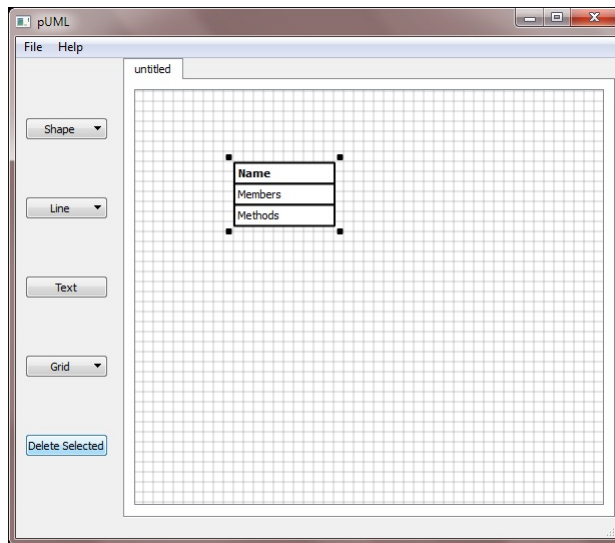 pUML
File Help
untitled
Shape
Line
Text
Grid
Delete Selected
Name
Members
Methods